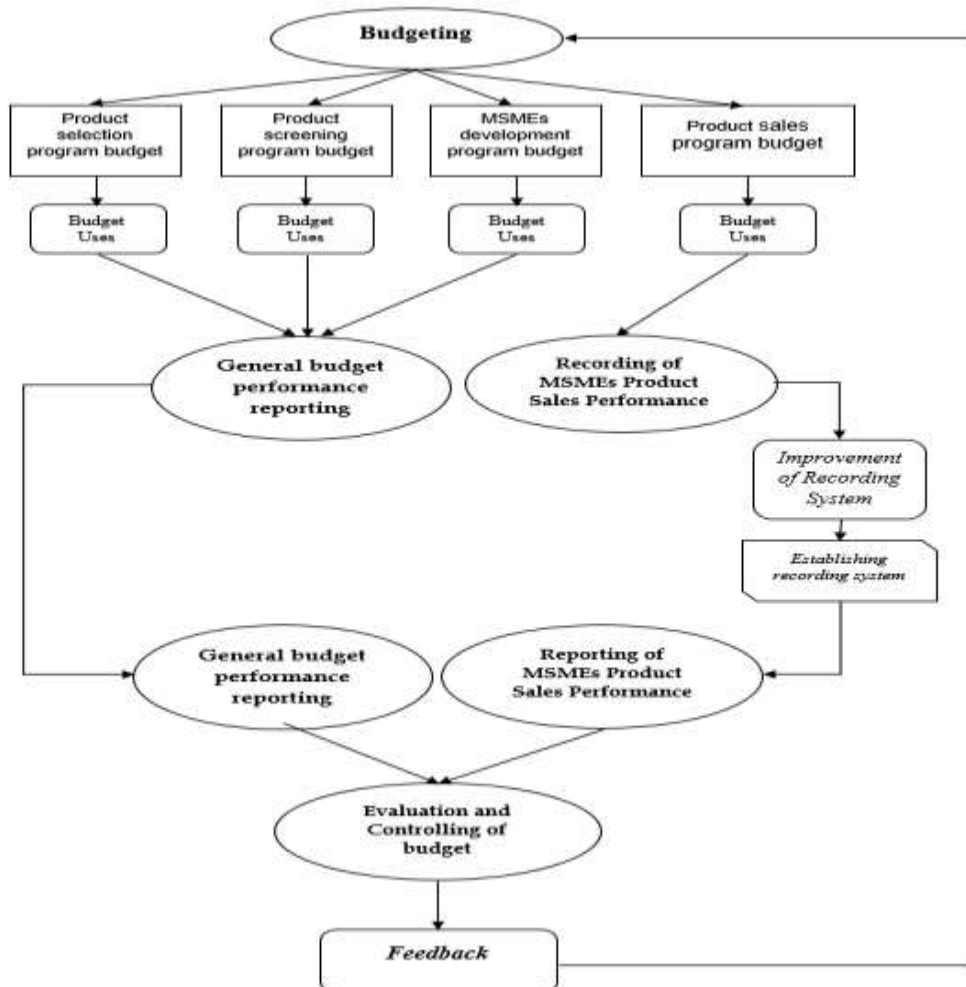 Budgeting
Product
selection
program budget
Product
screening
program budget
MSMEs
development
program budget
Product sales
program budget
Budget
Uses
Budget
Uses
Budget
Uses
Budget
Uses
General budget
performance
reporting
Recording of
MSMEs Product
Sales Performance
Improvement
of Recording
System
Establishing
recording system
General budget
performance
reporting
Reporting of
MSMEs Product
Sales Performance
Evaluation and
Controlling of
budget
Feedback